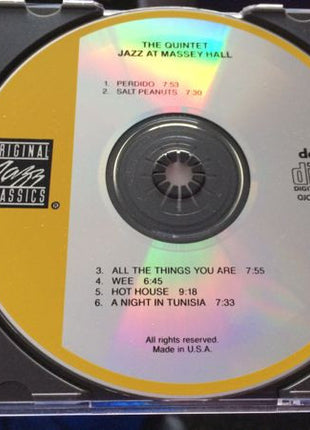 THE QUINTET
JAZZ AT MASSEY HALL
1. PERDIDO 7:53
2. SALT PEANUTS 7:30
ORIGINAL
Jazz
CLASSICS
3. ALL THE THINGS YOU ARE 7:55
4. WEE 6:45
5. HOT HOUSE 9:18
6. A NIGHT IN TUNISIA 7:33
All rights reserved.
Made in U.S.A.